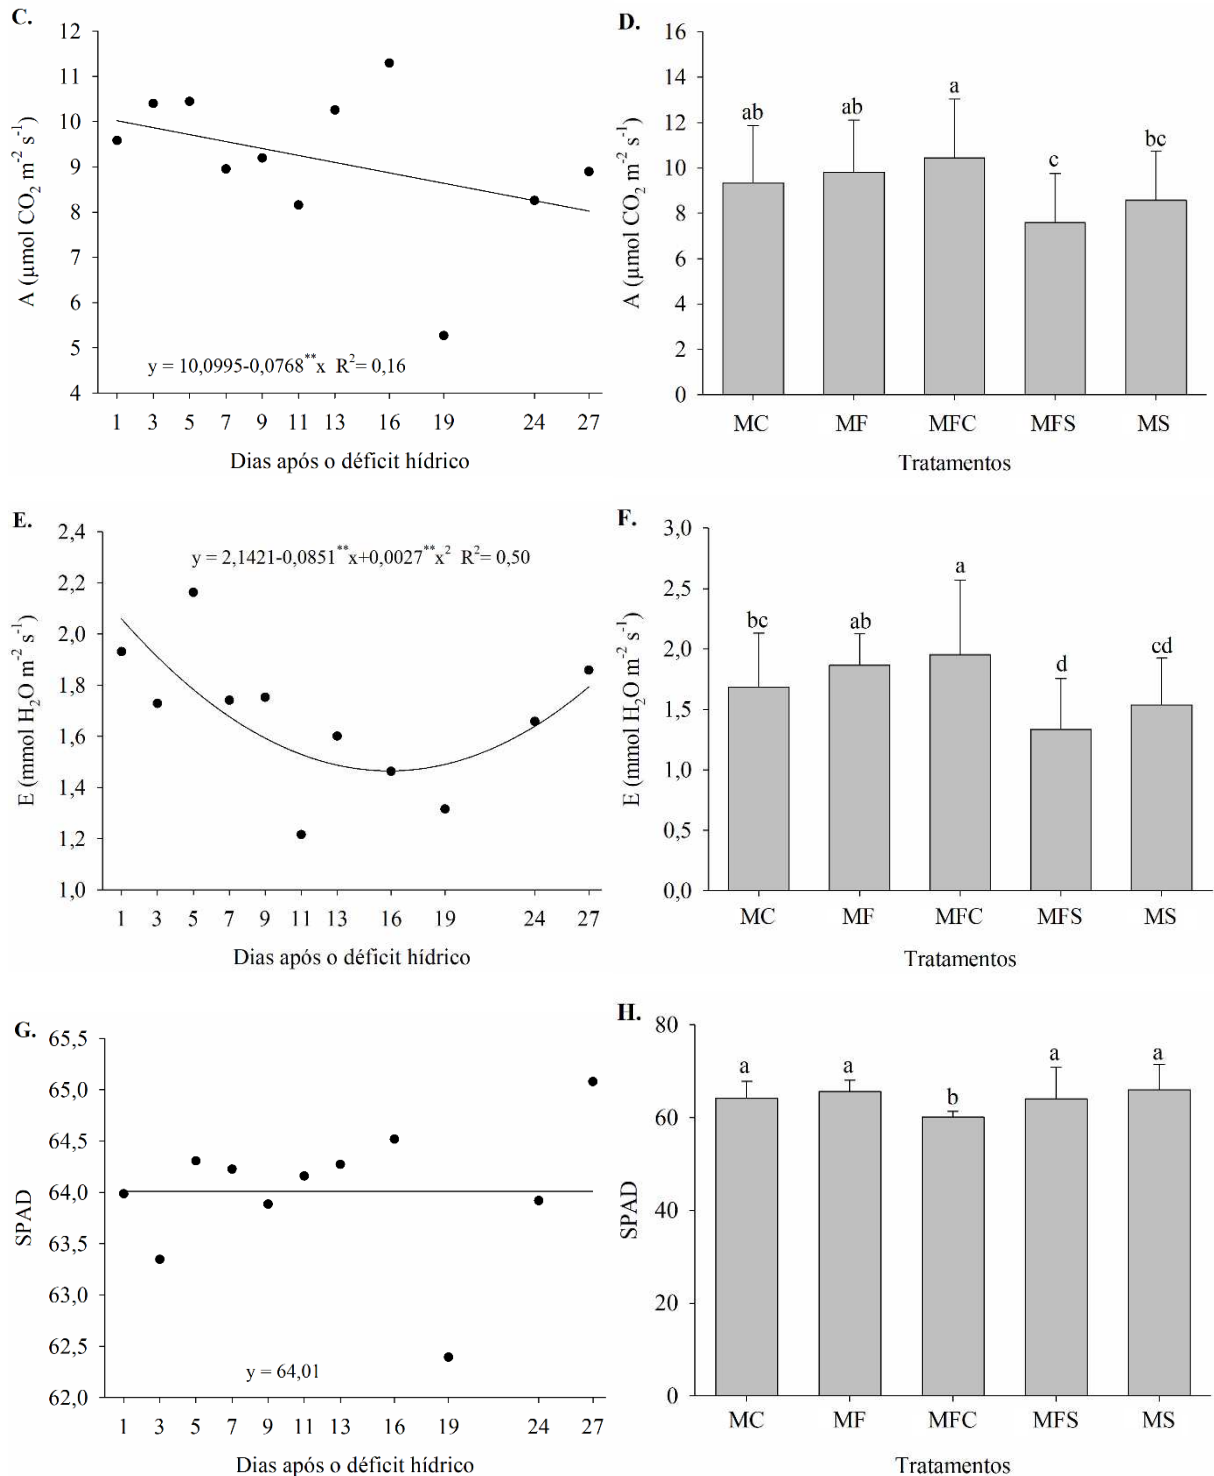 C.
12
11
10
9
8
7
6
5
4
A (µmol CO2 m-2 s-1)
y = 10,0995-0,0768**x R2= 0,16
1 3 5 7 9 11 13 16 19 24 27
Dias após o déficit hídrico
D.
16
14
12
10
8
6
4
2
0
A (µmol CO2 m-2 s-1)
ab ab a c bc
MC MF MFC MFS MS
Tratamentos
E.
2,4
2,2
2,0
1,8
1,6
1,4
1,2
1,0
E (mmol H2O m-2 s-1)
y = 2,1421-0,0851**x+0,0027**x2 R2= 0,50
1 3 5 7 9 11 13 16 19 24 27
Dias após o déficit hídrico
F.
3,0
2,5
2,0
1,5
1,0
0,5
0,0
E (mmol H2O m-2 s-1)
bc ab a d cd
MC MF MFC MFS MS
Tratamentos
G.
65,5
65,0
64,5
64,0
63,5
63,0
62,5
62,0
SPAD
y = 64,01
1 3 5 7 9 11 13 16 19 24 27
Dias após o déficit hídrico
H.
80
60
40
20
0
SPAD
a a b a a
MC MF MFC MFS MS
Tratamentos